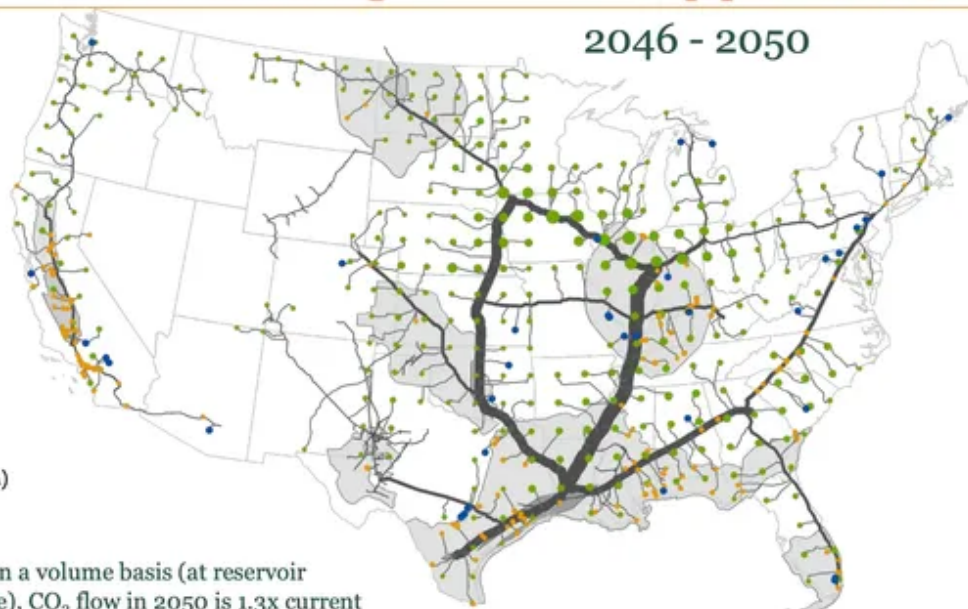 2046 - 2050
)
n a volume basis (at reservoir
e), CO₂ flow in 2050 is 1.3x current